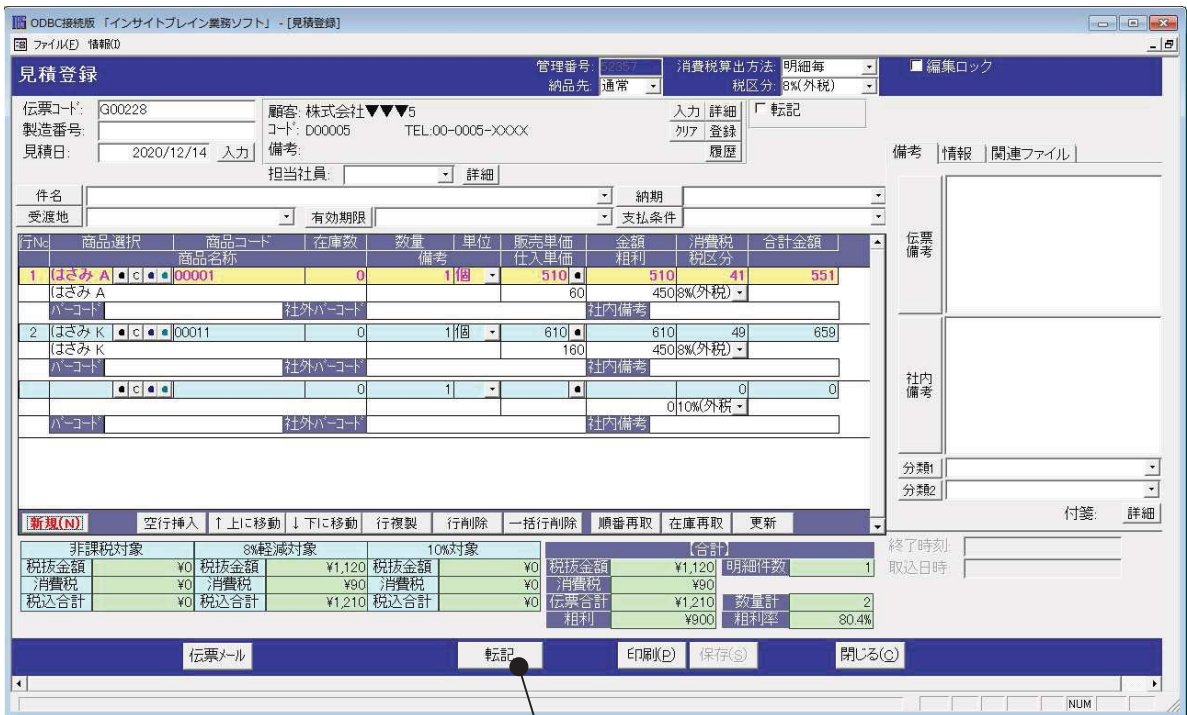 ODBC接続版 「インサイトブレイン業務ソフト」 - [見積登録]
ファイル(F) 情報(I)
見積登録
管理番号: 52357 消費税算出方法: 明細毎 編集ロック
納品先: 通常 税区分: 8%(外税)
伝票コード: G00228 顧客: 株式会社▼▼▼5 入力 詳細 転記
製造番号: コード: D00005 TEL:00-0005-XXXX クリア 登録
見積日: 2020/12/14 入力 備考: 履歴 備考 情報 関連ファイル
担当社員: 詳細
件名 納期
受渡地 有効期限 支払条件
行No 商品選択 商品コード 在庫数 数量 単位 販売単価 金額 消費税 合計金額 伝票備考
商品名称 備考 仕入単価 粗利 税区分
1 はさみ A C 00001 0 1 個 510 510 41 551
はさみ A 60 450 8%(外税)
バーコード 社外バーコード 社内備考
2 はさみ K C 00011 0 1 個 610 610 49 659
はさみ K 160 450 8%(外税)
バーコード 社外バーコード 社内備考
社内備考
C 0 1 0 0
0 10%(外税
バーコード 社外バーコード 社内備考
分類1
分類2
新規(N) 空行挿入 ↑上に移動 ↓下に移動 行複製 行削除 一括行削除 順番再取 在庫再取 更新 付箋: 詳細
非課税対象 8%軽減対象 10%対象 【合計】 終了時刻:
税抜金額 ¥0 税抜金額 ¥1,120 税抜金額 ¥0 税抜金額 ¥1,120 明細件数 1 取込日時:
消費税 ¥0 消費税 ¥90 消費税 ¥0 消費税 ¥90
税込合計 ¥0 税込合計 ¥1,210 税込合計 ¥0 伝票合計 ¥1,210 数量計 2
粗利 ¥900 粗利率 80.4%
伝票メール 転記 印刷(P) 保存(S) 閉じる(C)
NUM